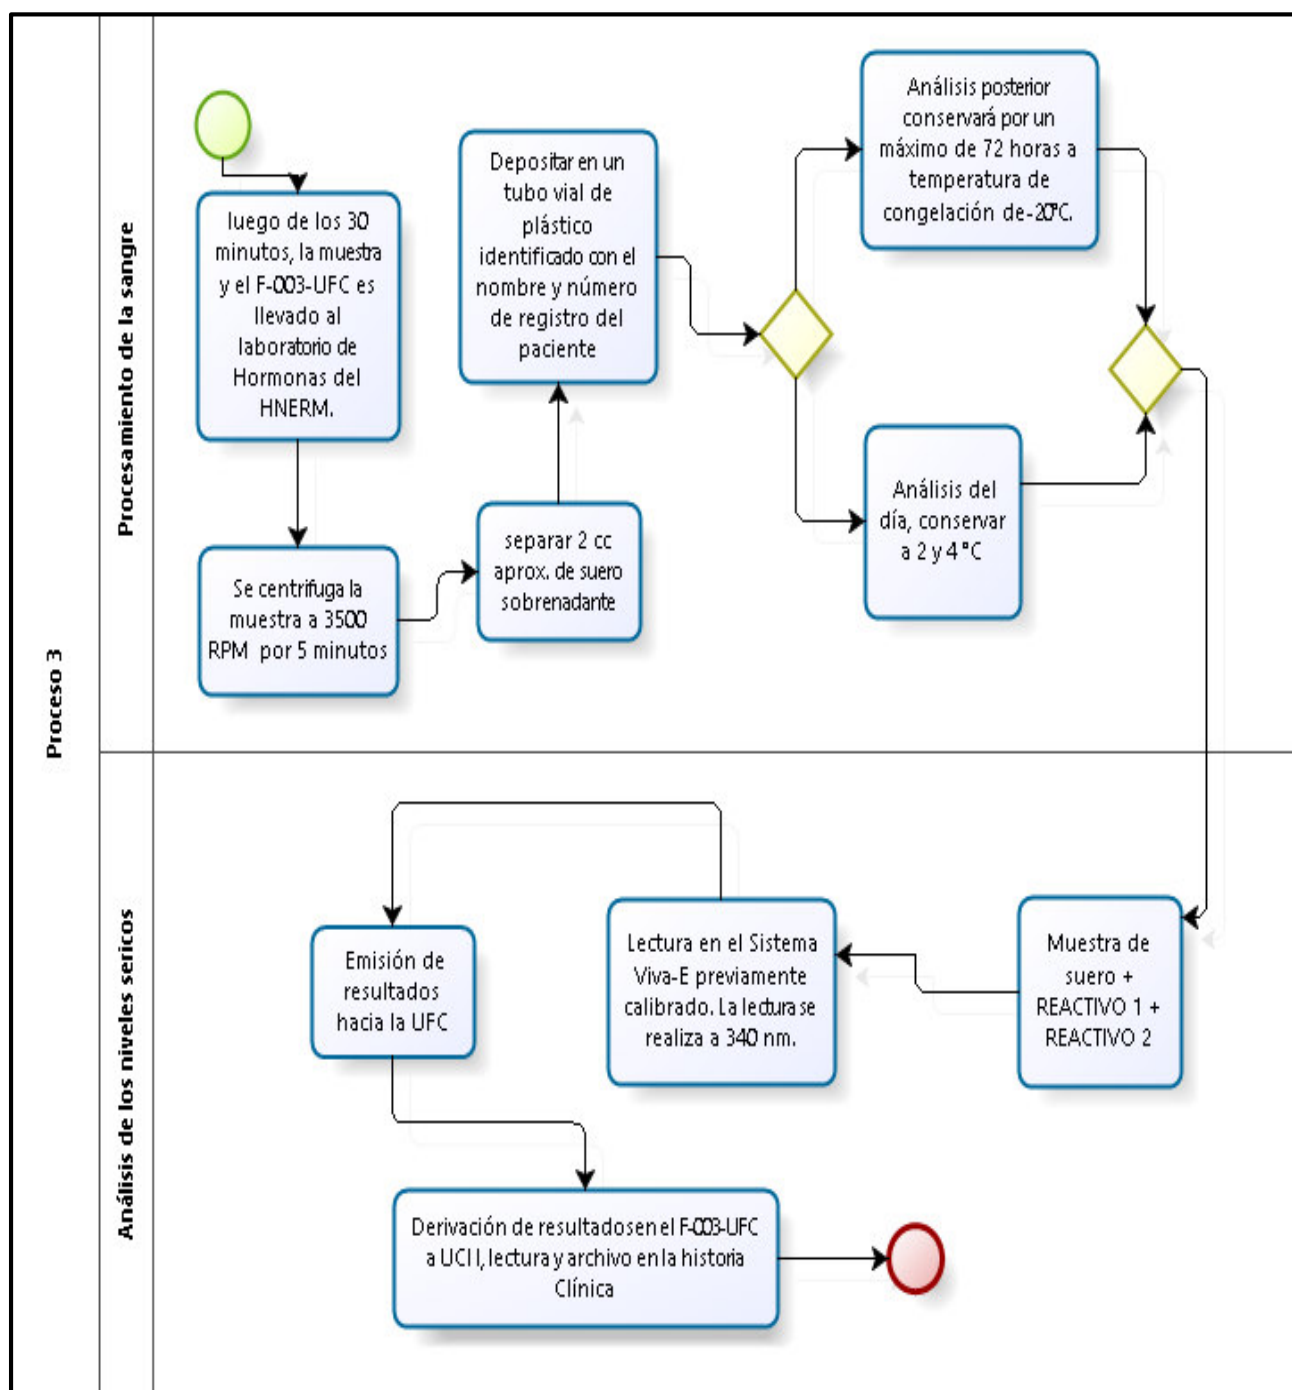 Proceso 3
Procesamiento de la sangre
luego de los 30
minutos, la muestra
y el F-003-UFC es
llevado al
laboratorio de
Hormonas del
HNERM.
Se centrifuga la
muestra a 3500
RPM por 5 minutos
separar 2 cc
aprox. de suero
sobrenadante
Depositar en un
tubo vial de
plástico
identificado con el
nombre y número
de registro del
paciente
Análisis posterior
conservará por un
máximo de 72 horas a
temperatura de
congelación de-20°C.
Análisis del
día, conservar
a 2 y 4 °C
Análisis de los niveles sericos
Muestra de
suero +
REACTIVO 1 +
REACTIVO 2
Lectura en el Sistema
Viva-E previamente
calibrado. La lectura se
realiza a 340 nm.
Emisión de
resultados
hacia la UFC
Derivación de resultados en el F-003-UFC
a UCI I, lectura y archivo en la historia
Clínica